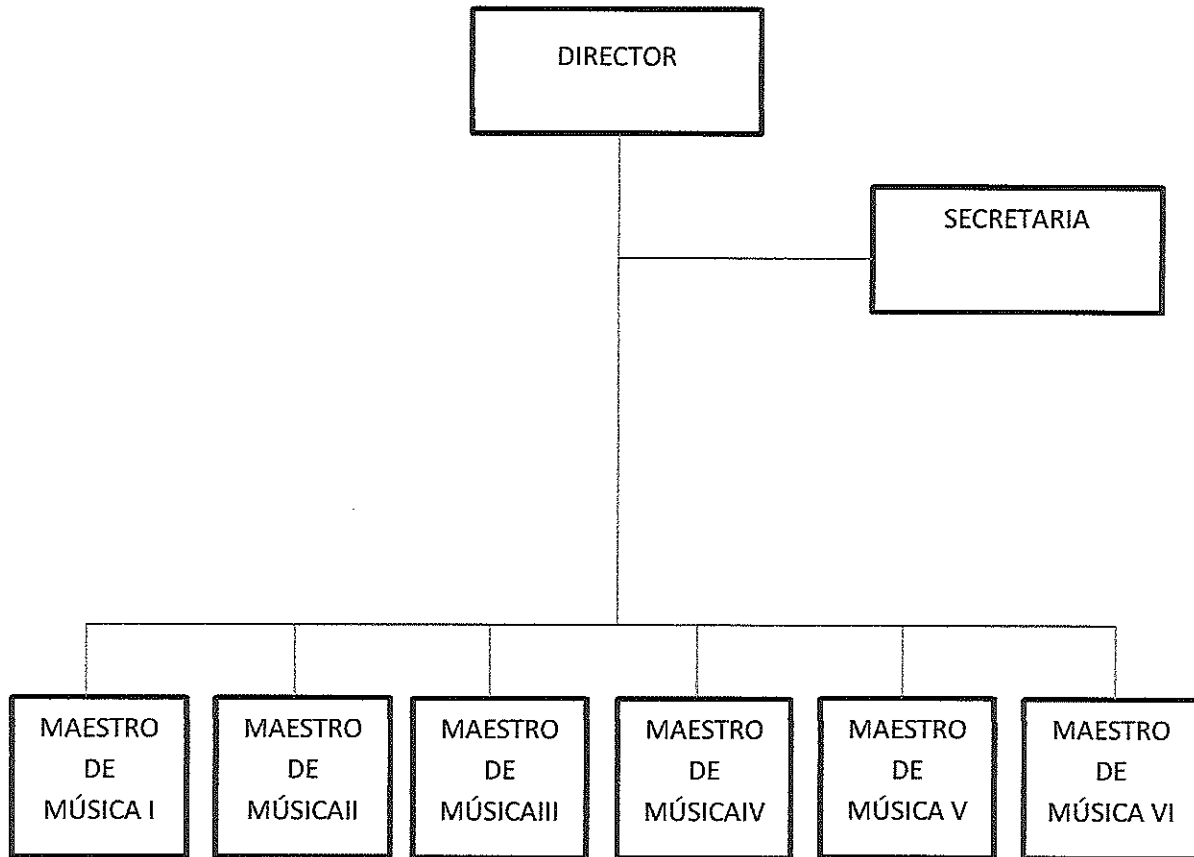 DIRECTOR
SECRETARIA
MAESTRO
DE
MÚSICA I
MAESTRO
DE
MÚSICAII
MAESTRO
DE
MÚSICAIII
MAESTRO
DE
MÚSICAIV
MAESTRO
DE
MÚSICA V
MAESTRO
DE
MÚSICA VI